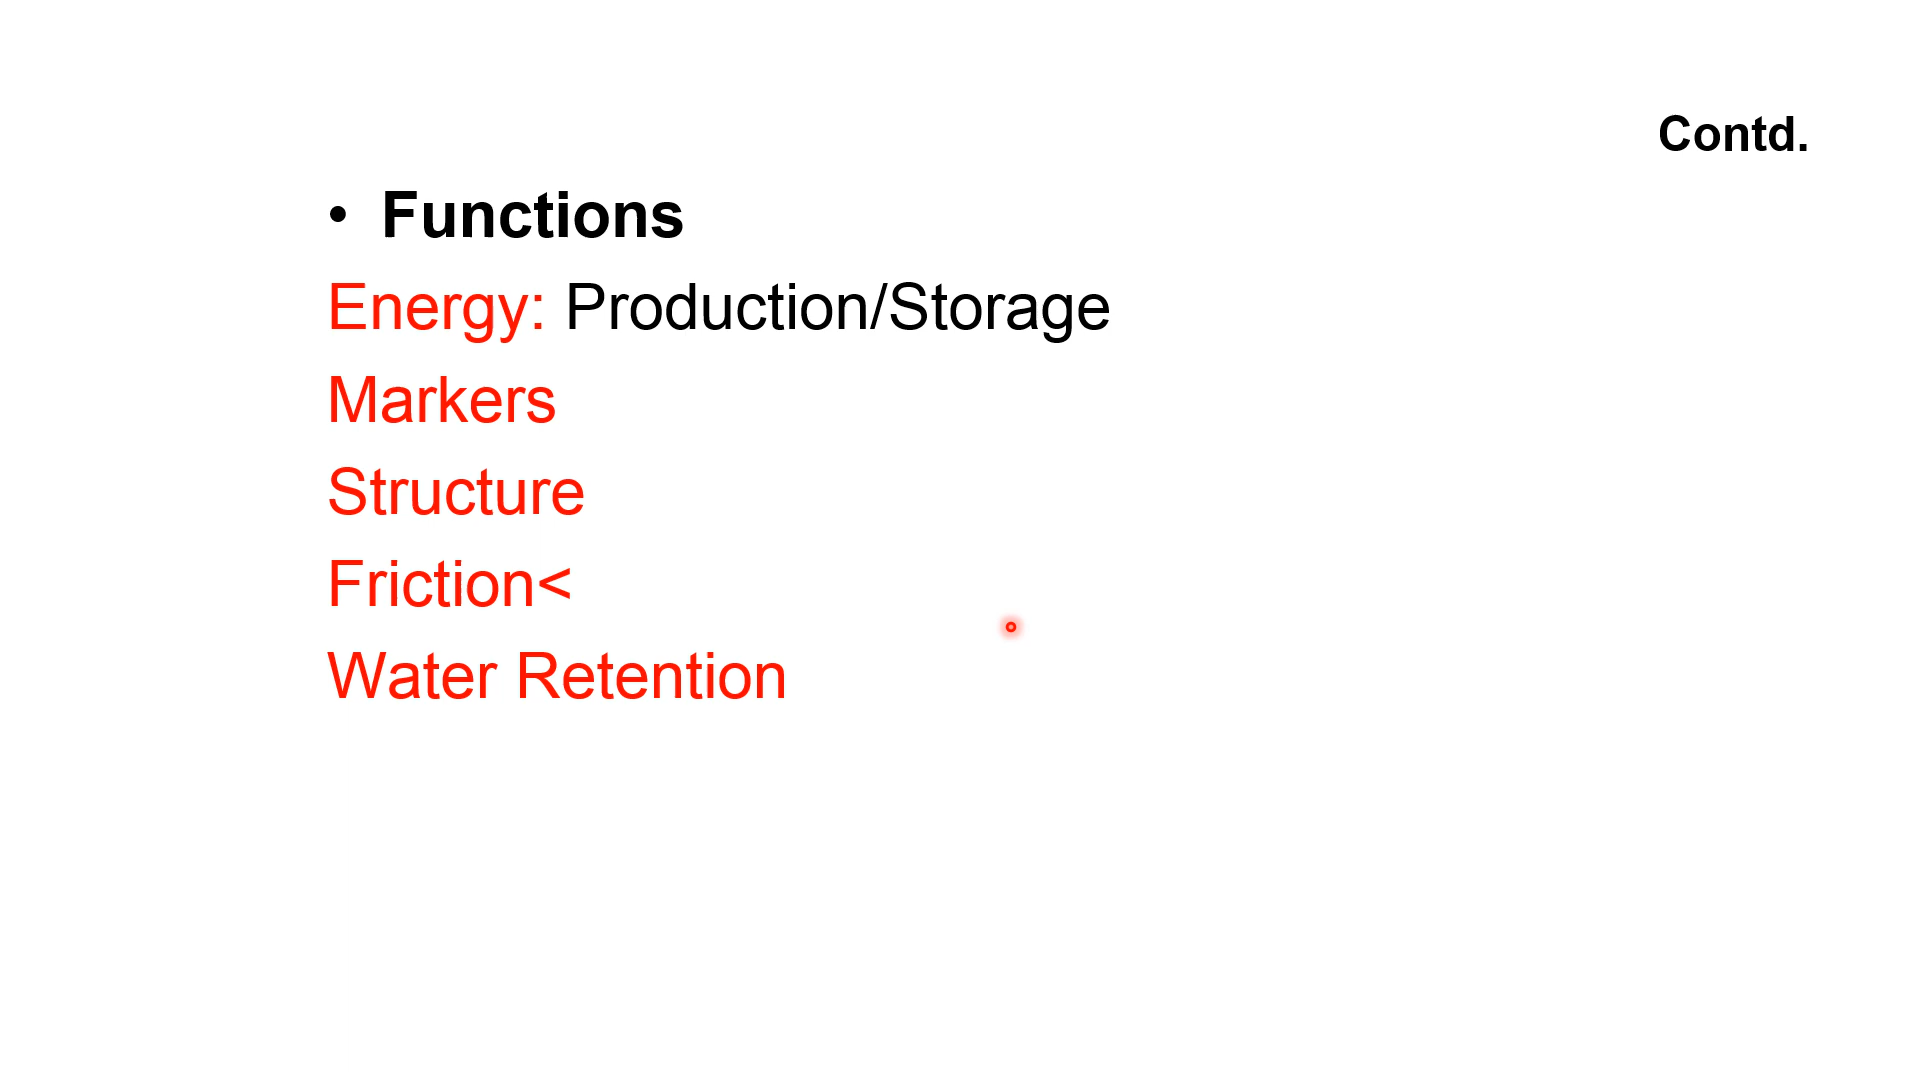 Contd.
• Functions
Energy: Production/Storage
Markers
Structure
Friction<
Water Retention